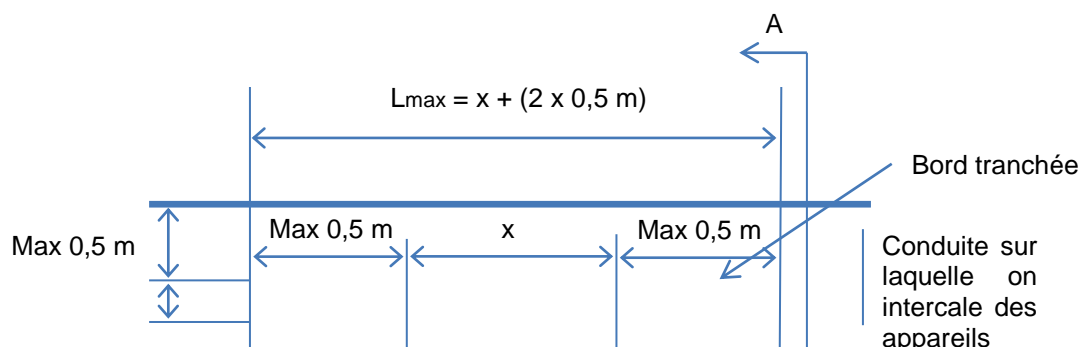 A
Lmax = x + (2 x 0,5 m)
Bord tranchée
Max 0,5 m
Max 0,5 m
x
Max 0,5 m
Conduite sur
laquelle on
intercale des
appareils